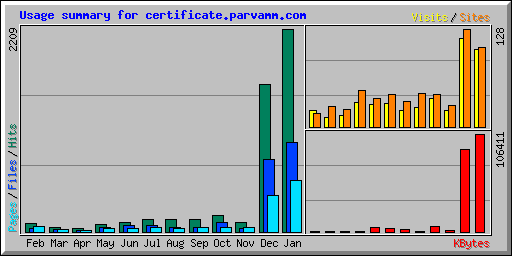 Usage summary for certificate.parvamm.com
Visits / Sites
2209
128
106411
Pages / Files / Hits
Feb Mar Apr May Jun Jul Aug Sep Oct Nov Dec Jan
KBytes